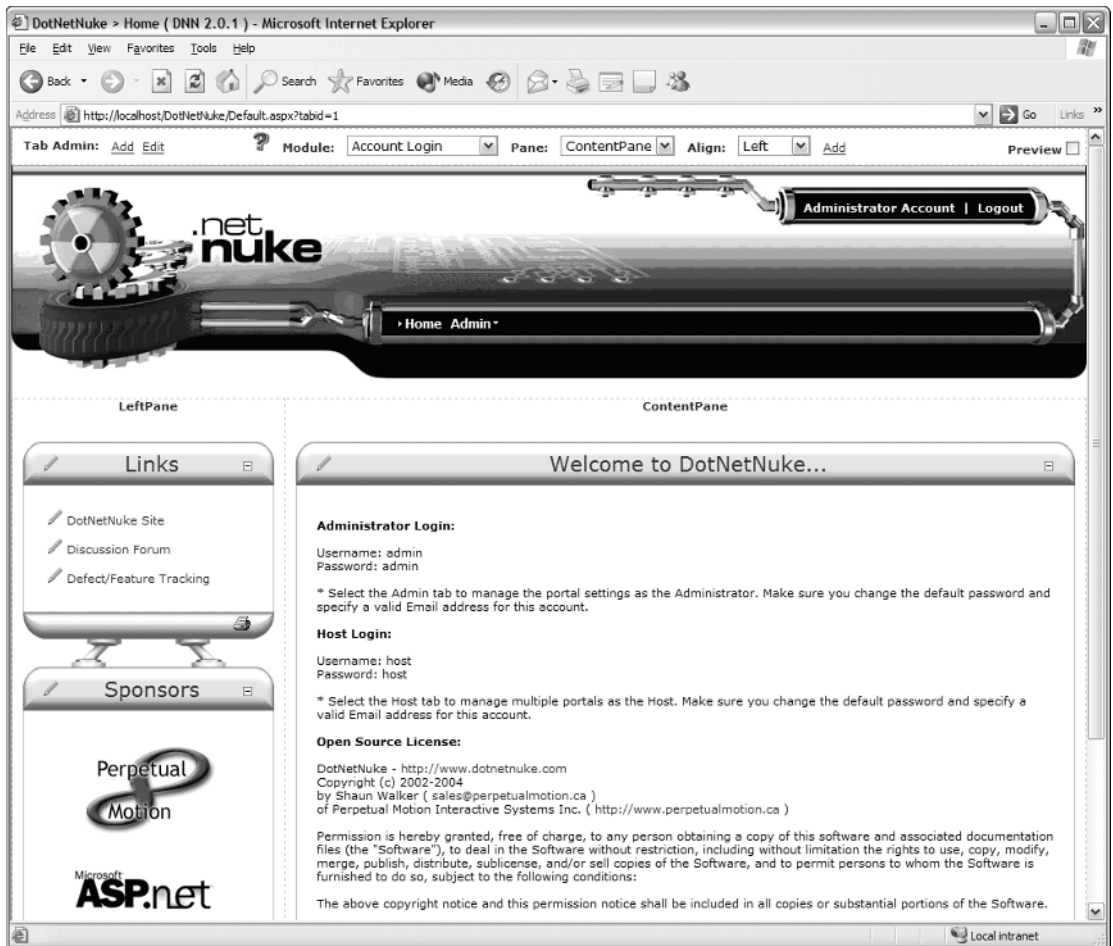 DotNetNuke > Home ( DNN 2.0.1 ) - Microsoft Internet Explorer
File Edit View Favorites Tools Help
Back Search Favorites Media
Address http://localhost/DotNetNuke/Default.aspx?tabid=1 Go Links »
Tab Admin: Add Edit ? Module: Account Login Pane: ContentPane Align: Left Add Preview
Administrator Account | Logout
.net
nuke
Home Admin
LeftPane ContentPane
Links
DotNetNuke Site
Discussion Forum
Defect/Feature Tracking
Sponsors
Perpetual
Motion
Microsoft
ASP.net
Welcome to DotNetNuke...
Administrator Login:
Username: admin
Password: admin
* Select the Admin tab to manage the portal settings as the Administrator. Make sure you change the default password and
specify a valid Email address for this account.
Host Login:
Username: host
Password: host
* Select the Host tab to manage multiple portals as the Host. Make sure you change the default password and specify a
valid Email address for this account.
Open Source License:
DotNetNuke - http://www.dotnetnuke.com
Copyright (c) 2002-2004
by Shaun Walker ( sales@perpetualmotion.ca )
of Perpetual Motion Interactive Systems Inc. ( http://www.perpetualmotion.ca )
Permission is hereby granted, free of charge, to any person obtaining a copy of this software and associated documentation
files (the "Software"), to deal in the Software without restriction, including without limitation the rights to use, copy, modify,
merge, publish, distribute, sublicense, and/or sell copies of the Software, and to permit persons to whom the Software is
furnished to do so, subject to the following conditions:
The above copyright notice and this permission notice shall be included in all copies or substantial portions of the Software.
Local intranet